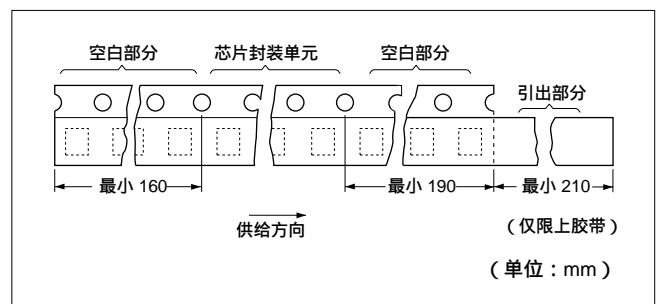 空白部分
芯片封装单元
空白部分
引出部分
最小 160
最小 190
最小 210
供给方向
（仅限上胶带）
（单位：mm）